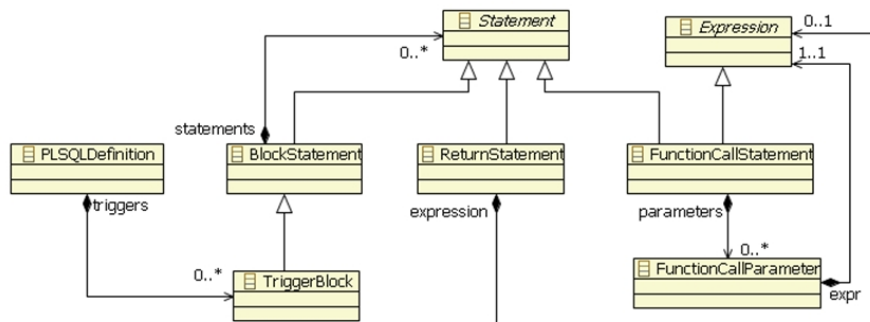 Statement
Expression
0..1
0..*
1..1
statements
PLSQLDefinition
BlockStatement
ReturnStatement
FunctionCallStatement
triggers
expression
parameters
0..*
0..*
TriggerBlock
FunctionCallParameter
expr